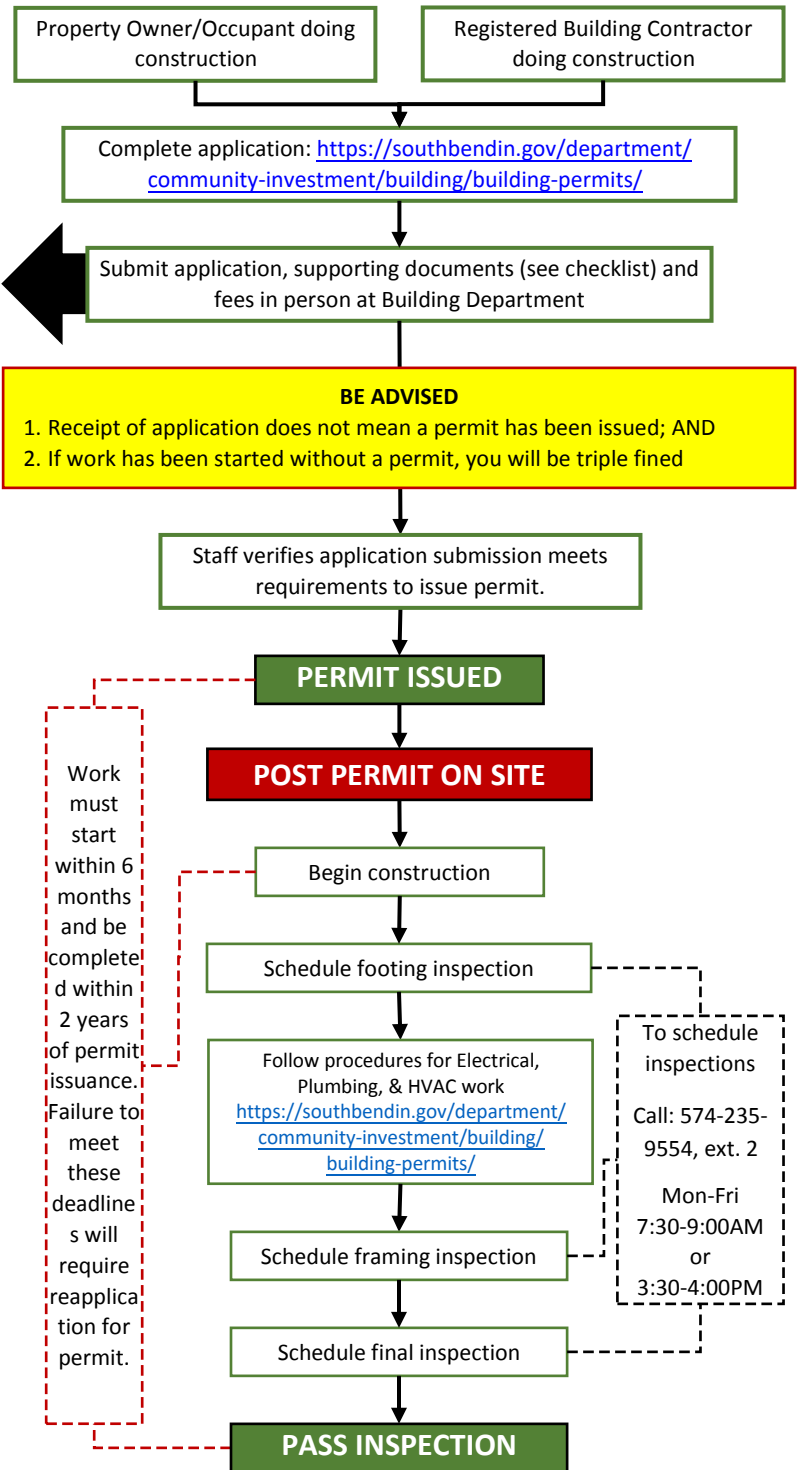 Property Owner/Occupant doing
construction
Registered Building Contractor
doing construction
Complete application: https://southbendin.gov/department/
community-investment/building/building-permits/
Submit application, supporting documents (see checklist) and
fees in person at Building Department
BE ADVISED
1. Receipt of application does not mean a permit has been issued; AND
2. If work has been started without a permit, you will be triple fined
Staff verifies application submission meets
requirements to issue permit.
PERMIT ISSUED
POST PERMIT ON SITE
Work
must
start
within 6
months
and be
complete
d within
2 years
of permit
issuance.
Failure to
meet
these
deadline
s will
require
reapplica
tion for
permit.
Begin construction
Schedule footing inspection
Follow procedures for Electrical,
Plumbing, & HVAC work
https://southbendin.gov/department/
community-investment/building/
building-permits/
To schedule
inspections
Call: 574-235-
9554, ext. 2
Mon-Fri
7:30-9:00AM
or
3:30-4:00PM
Schedule framing inspection
Schedule final inspection
PASS INSPECTION